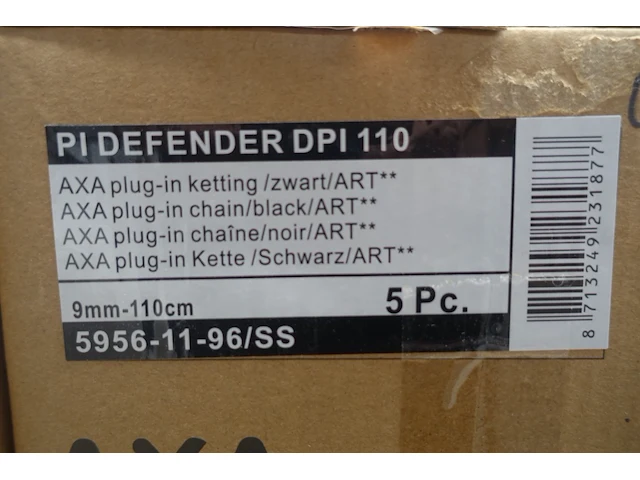 PI DEFENDER DPI 110
AXA plug-in ketting /zwart/ART**
AXA plug-in chain/black/ART**
AXA plug-in chaîne/noir/ART**
AXA plug-in Kette /Schwarz/ART**
9mm-110cm
5 Pc.
5956-11-96/SS
8 713249 231877
AXA